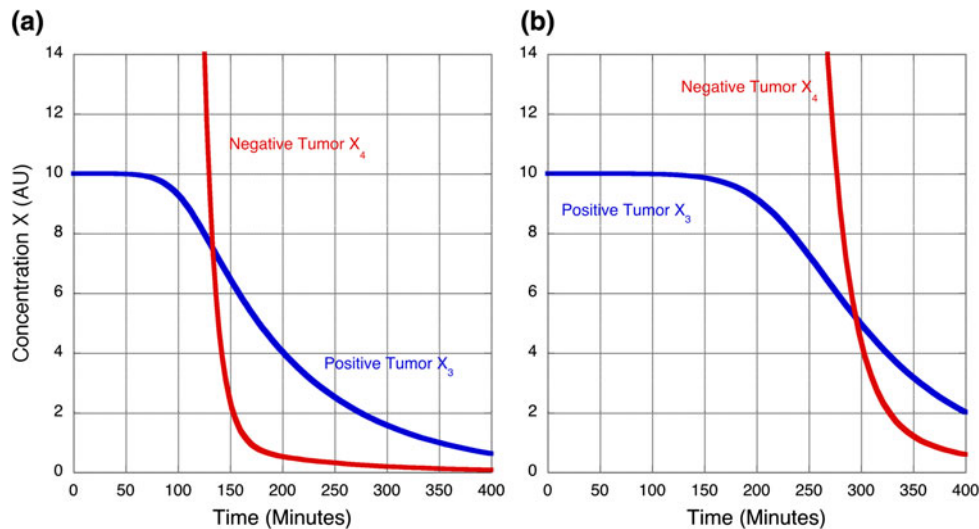 (a)
14
12
10
8
6
4
2
0
Concentration X (AU)
Negative Tumor X4
Positive Tumor X3
0 50 100 150 200 250 300 350 400
Time (Minutes)
(b)
14
12
10
8
6
4
2
0
Negative Tumor X4
Positive Tumor X3
0 50 100 150 200 250 300 350 400
Time (Minutes)